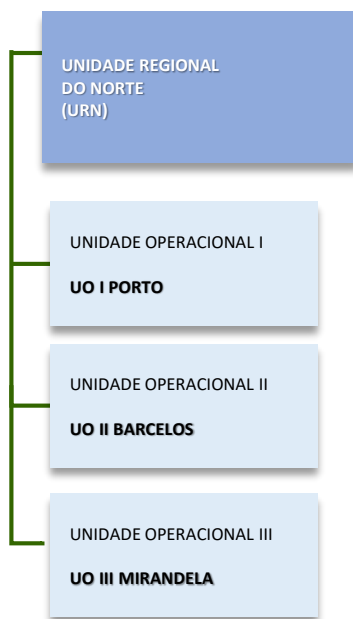 UNIDADE REGIONAL
DO NORTE
(URN)
UNIDADE OPERACIONAL I
UO I PORTO
UNIDADE OPERACIONAL II
UO II BARCELOS
UNIDADE OPERACIONAL III
UO III MIRANDELA